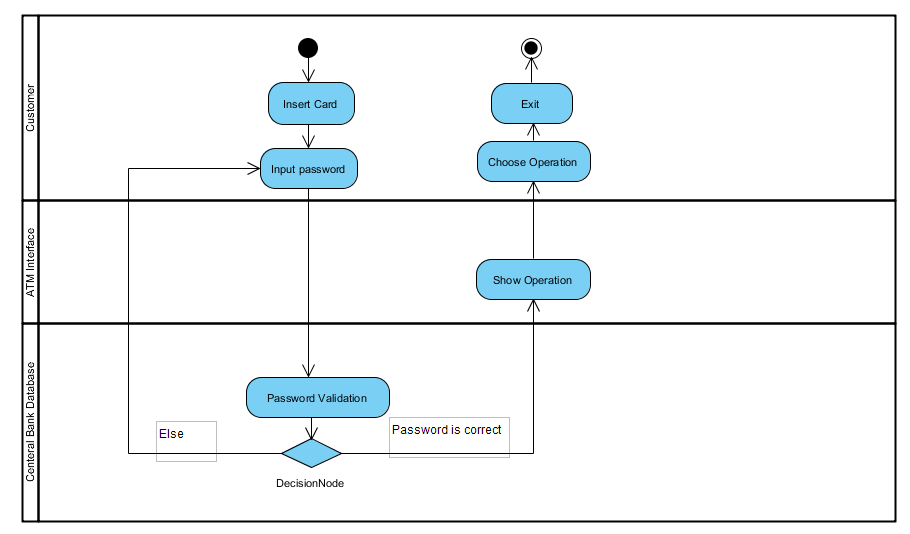 Customer
Insert Card
Exit
Input password
Choose Operation
ATM Interface
Show Operation
Centeral Bank Database
Password Validation
Else
Password is correct
DecisionNode